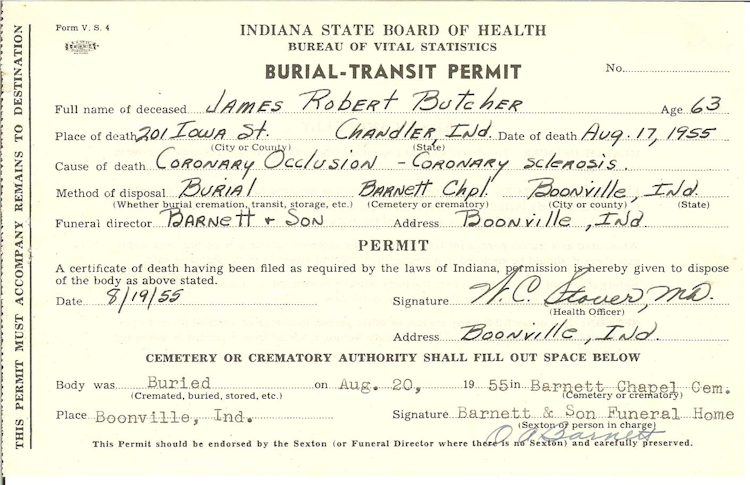 Form V. S. 4
INDIANA STATE BOARD OF HEALTH
BUREAU OF VITAL STATISTICS
BURIAL-TRANSIT PERMIT
No.
Full name of deceased James Robert Butcher Age 63
Place of death 201 Iowa St. Chandler, Ind. Date of death Aug. 17, 1955
(City or County) (State)
Cause of death Coronary Occlusion - Coronary sclerosis
Method of disposal Burial Barnett Chpl. Boonville, Ind.
(Whether burial cremation, transit, storage, etc.) (Cemetery or crematory) (City or county) (State)
Funeral director Barnett + Son Address Boonville, Ind.
PERMIT
A certificate of death having been filed as required by the laws of Indiana, permission is hereby given to dispose
of the body as above stated.
Date 8/19/55 Signature W. C. Stover, MD.
(Health Officer)
Address Boonville, Ind.
CEMETERY OR CREMATORY AUTHORITY SHALL FILL OUT SPACE BELOW
Body was Buried on Aug. 20, 19 55 in Barnett Chapel Cem.
(Cremated, buried, stored, etc.) (Cemetery or crematory)
Place Boonville, Ind. Signature Barnett & Son Funeral Home
(Sexton or person in charge)
O A Barnett
This Permit should be endorsed by the Sexton (or Funeral Director where there is no Sexton) and carefully preserved.
THIS PERMIT MUST ACCOMPANY REMAINS TO DESTINATION